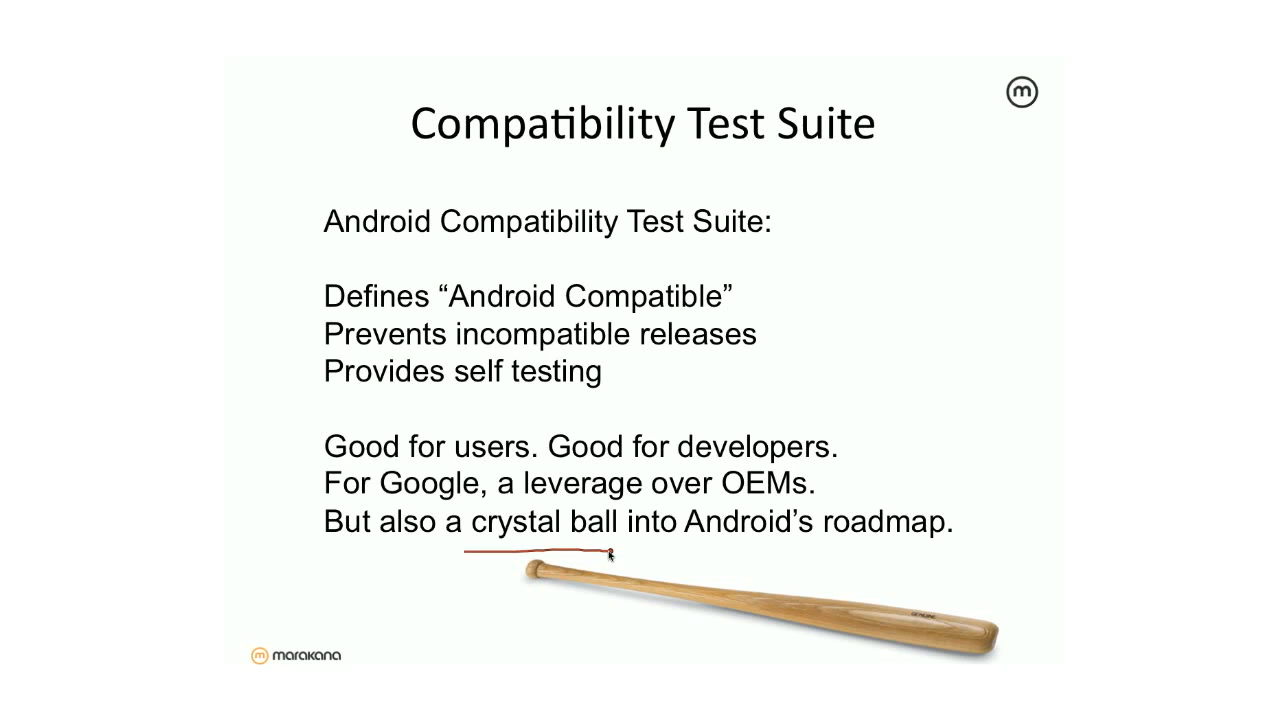 m
Compatibility Test Suite
Android Compatibility Test Suite:
Defines “Android Compatible”
Prevents incompatible releases
Provides self testing
Good for users. Good for developers.
For Google, a leverage over OEMs.
But also a crystal ball into Android’s roadmap.
m marakana